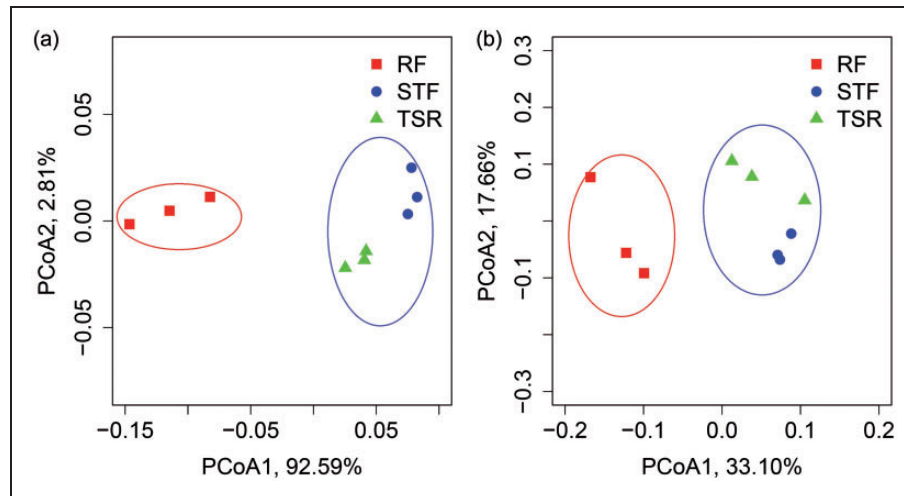 (a)
RF
STF
TSR
0.05
0.00
−0.05
PCoA2, 2.81%
−0.15
−0.05
0.05
PCoA1, 92.59%
(b)
RF
STF
TSR
0.3
0.2
0.1
−0.1
−0.3
PCoA2, 17.66%
−0.2
−0.1
0.0
0.1
0.2
PCoA1, 33.10%